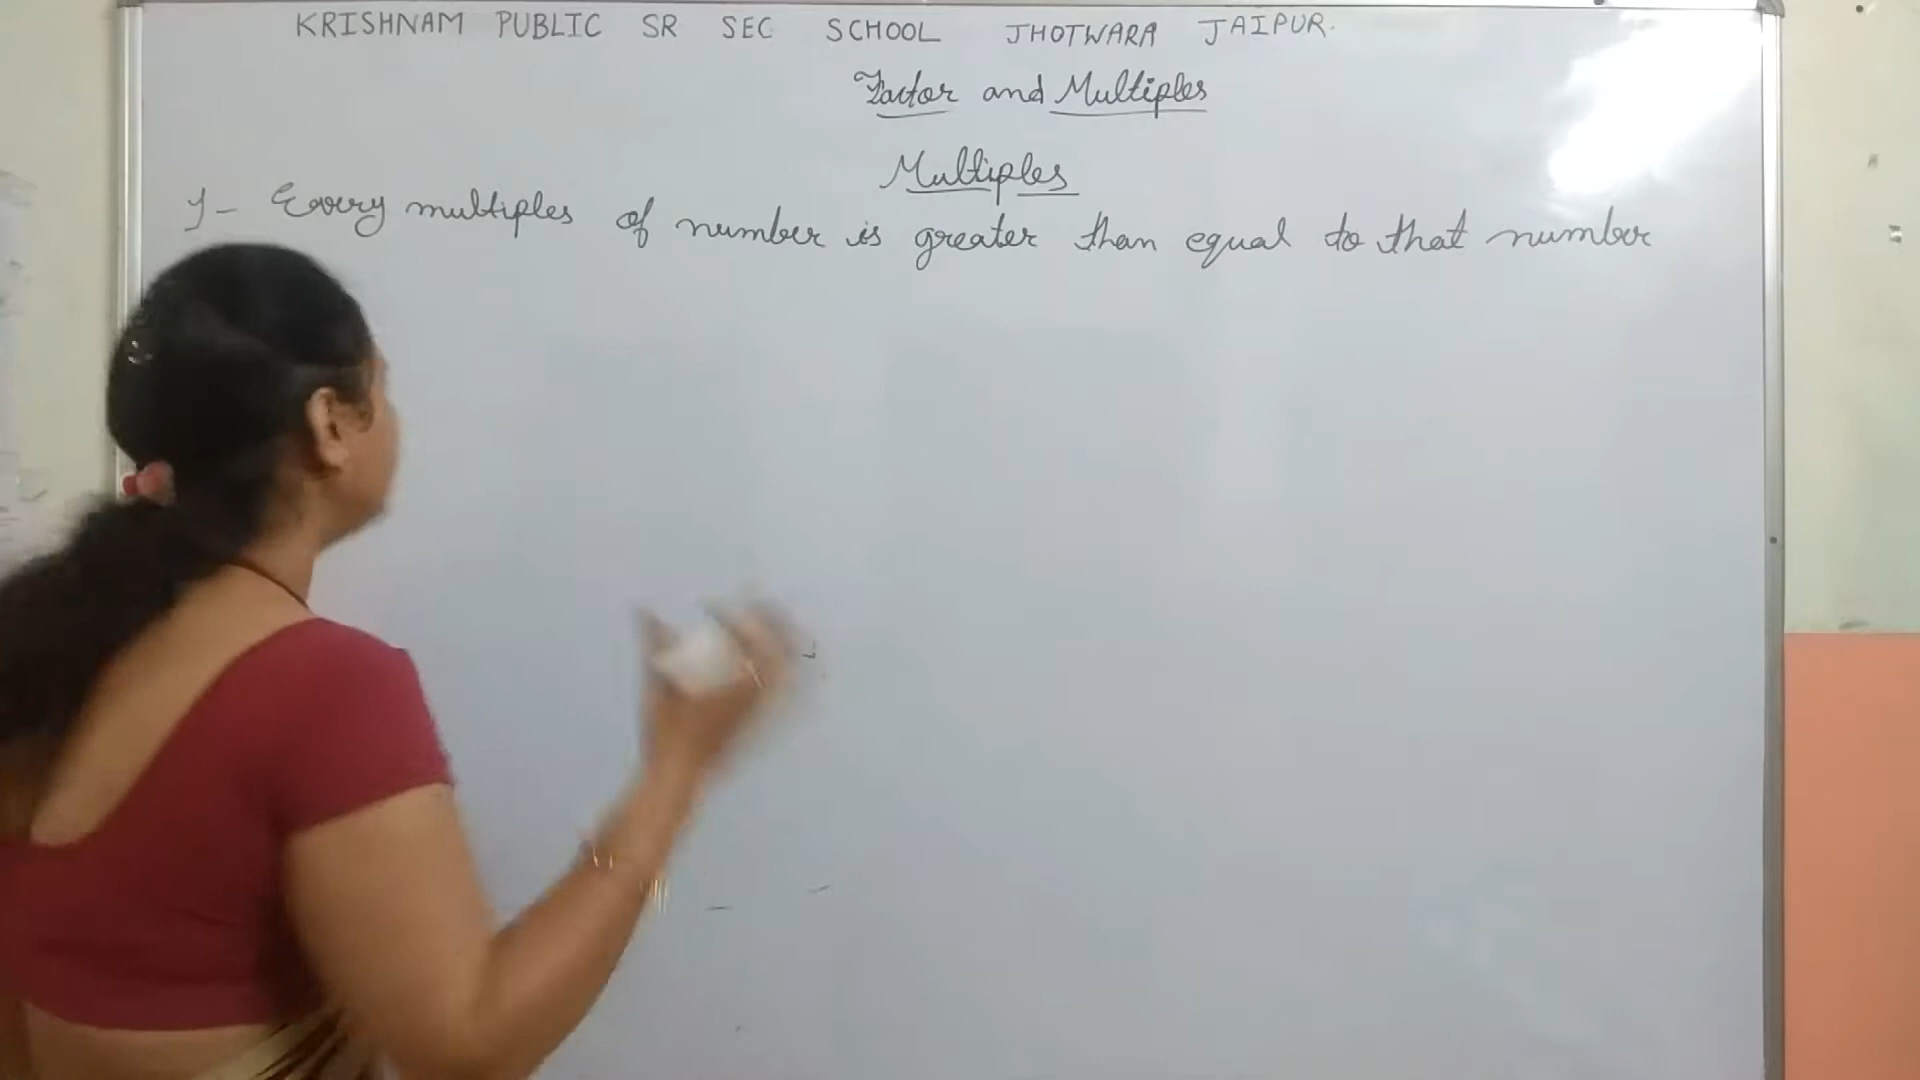 KRISHNAM PUBLIC SR SEC SCHOOL JHOTWARA JAIPUR.
Factor and Multiples
Multiples
1- Every multiples of number is greater than equal to that number